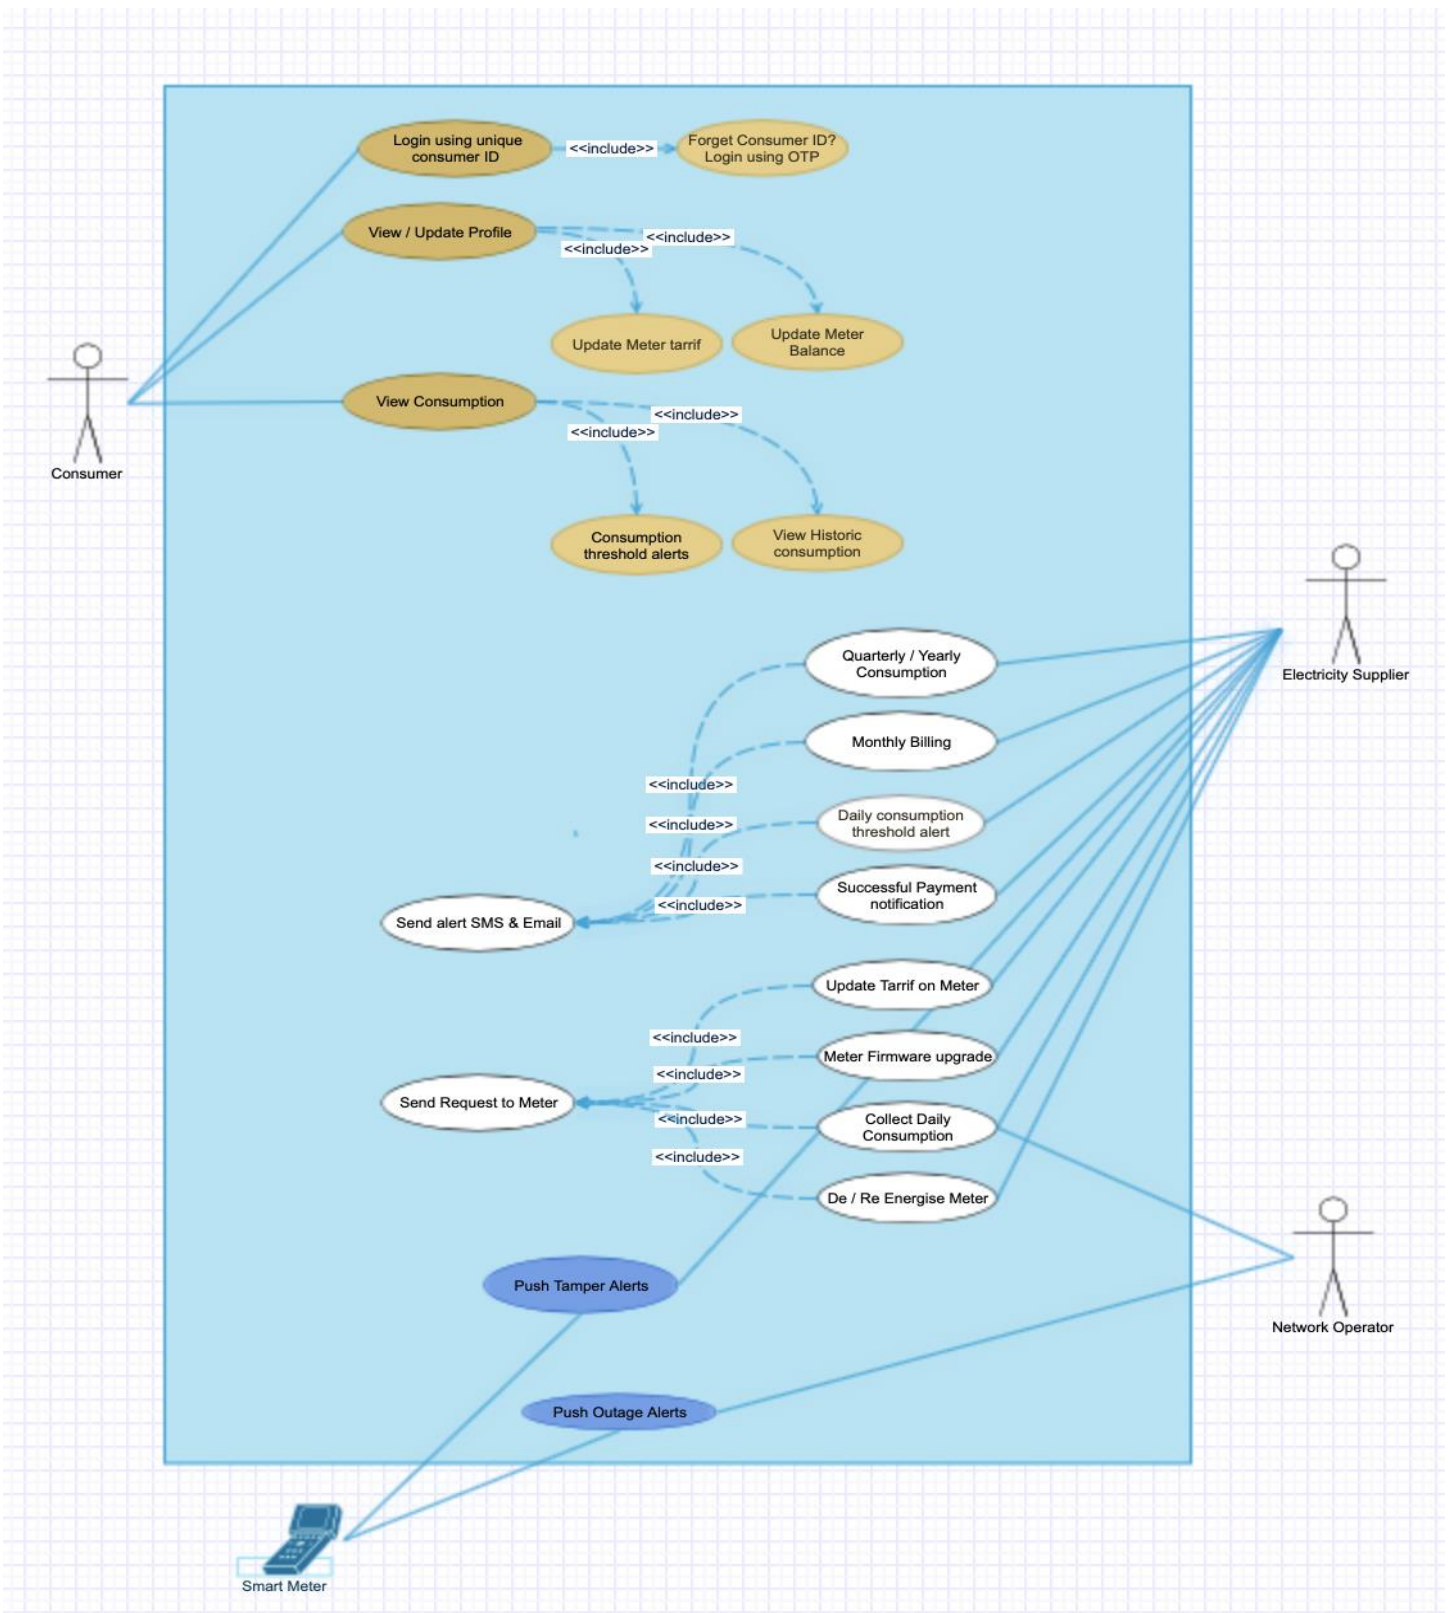 Login using unique
consumer ID
<<include>>
Forget Consumer ID?
Login using OTP
View / Update Profile
<<include>>
<<include>>
Update Meter tarrif
Update Meter
Balance
View Consumption
<<include>>
<<include>>
Consumer
Consumption
threshold alerts
View Historic
consumption
Quarterly / Yearly
Consumption
Electricity Supplier
Monthly Billing
<<include>>
<<include>>
Daily consumption
threshold alert
<<include>>
Successful Payment
notification
<<include>>
Send alert SMS & Email
Update Tarrif on Meter
<<include>>
Meter Firmware upgrade
<<include>>
Send Request to Meter
<<include>>
Collect Daily
Consumption
<<include>>
De / Re Energise Meter
Push Tamper Alerts
Network Operator
Push Outage Alerts
Smart Meter